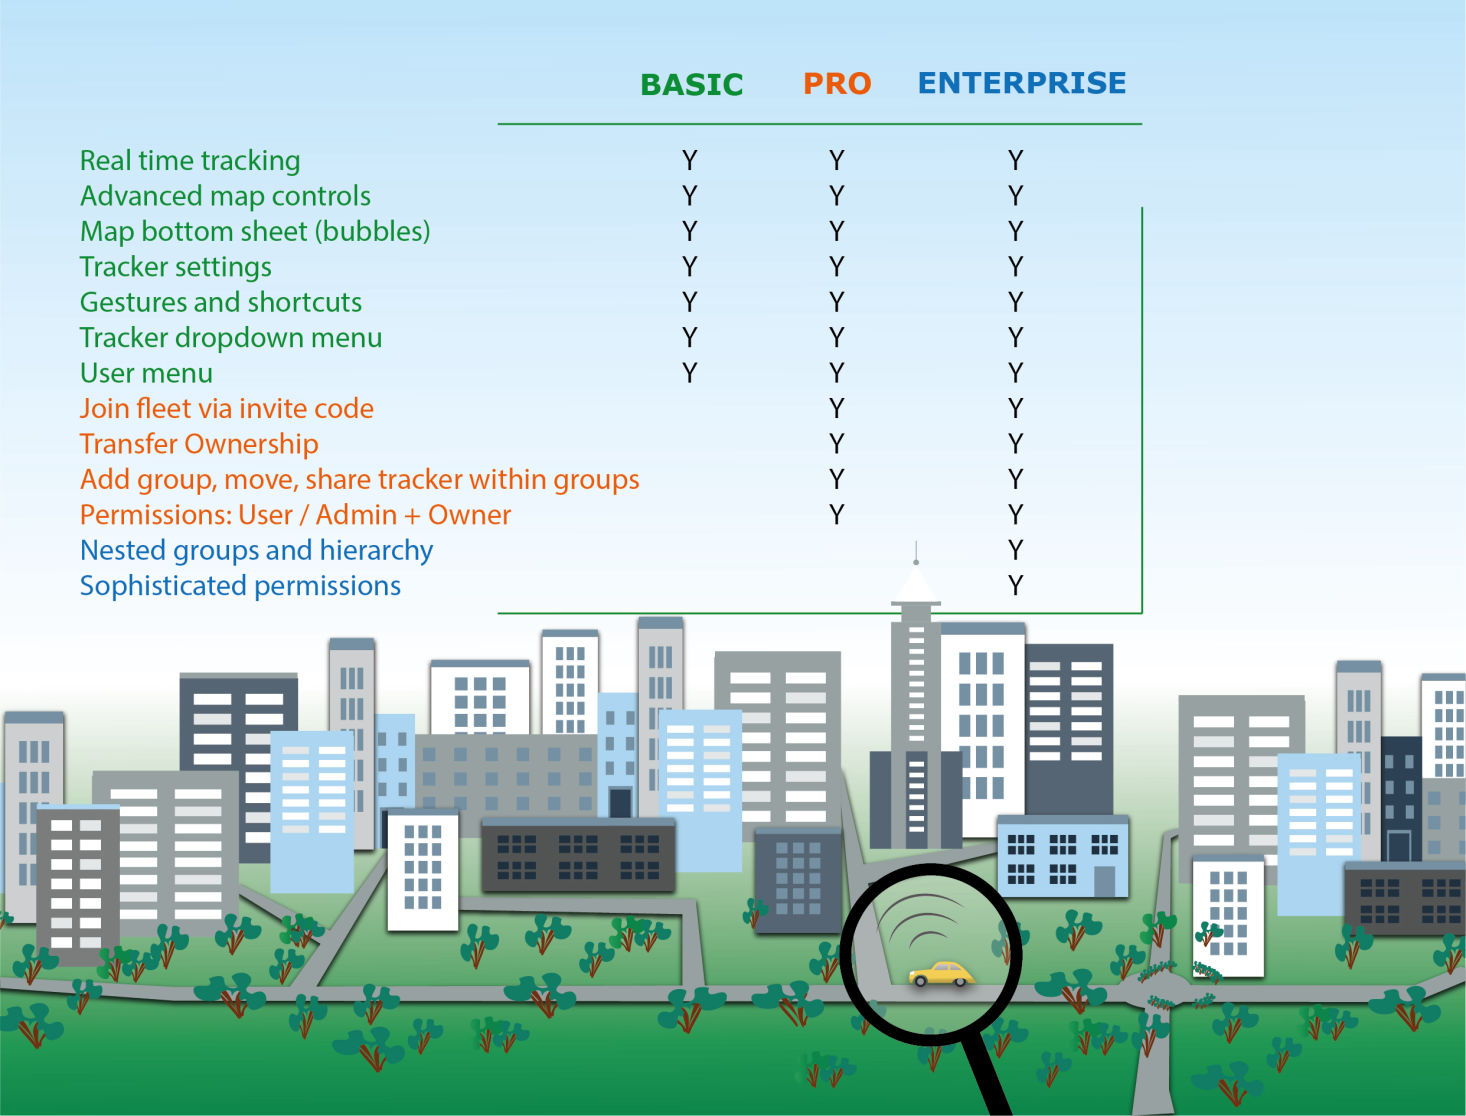 BASIC PRO ENTERPRISE
Real time tracking Y Y Y
Advanced map controls Y Y Y
Map bottom sheet (bubbles) Y Y Y
Tracker settings Y Y Y
Gestures and shortcuts Y Y Y
Tracker dropdown menu Y Y Y
User menu Y Y Y
Join fleet via invite code Y Y
Transfer Ownership Y Y
Add group, move, share tracker within groups Y Y
Permissions: User / Admin + Owner Y Y
Nested groups and hierarchy Y
Sophisticated permissions Y